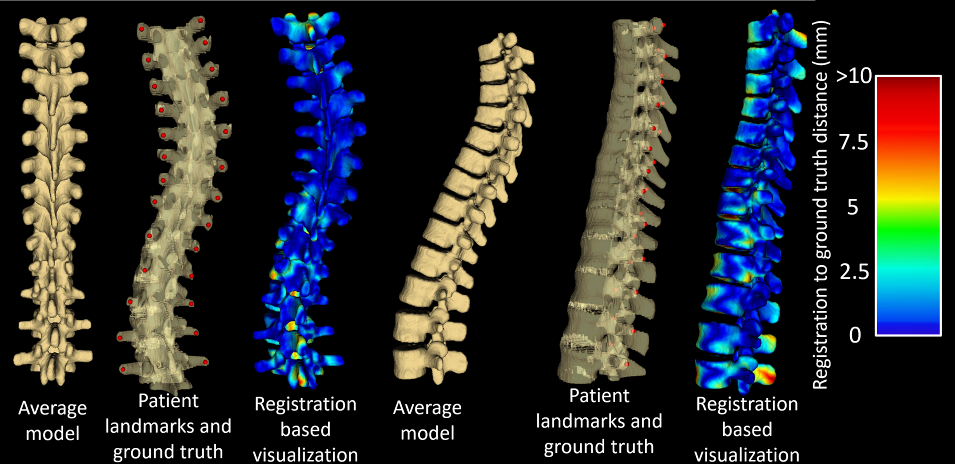 Average
model
Patient
landmarks and
ground truth
Registration
based
visualization
Average
model
Patient
landmarks and
ground truth
Registration
based
visualization
Registration to ground truth distance (mm)
>10
7.5
5
2.5
0